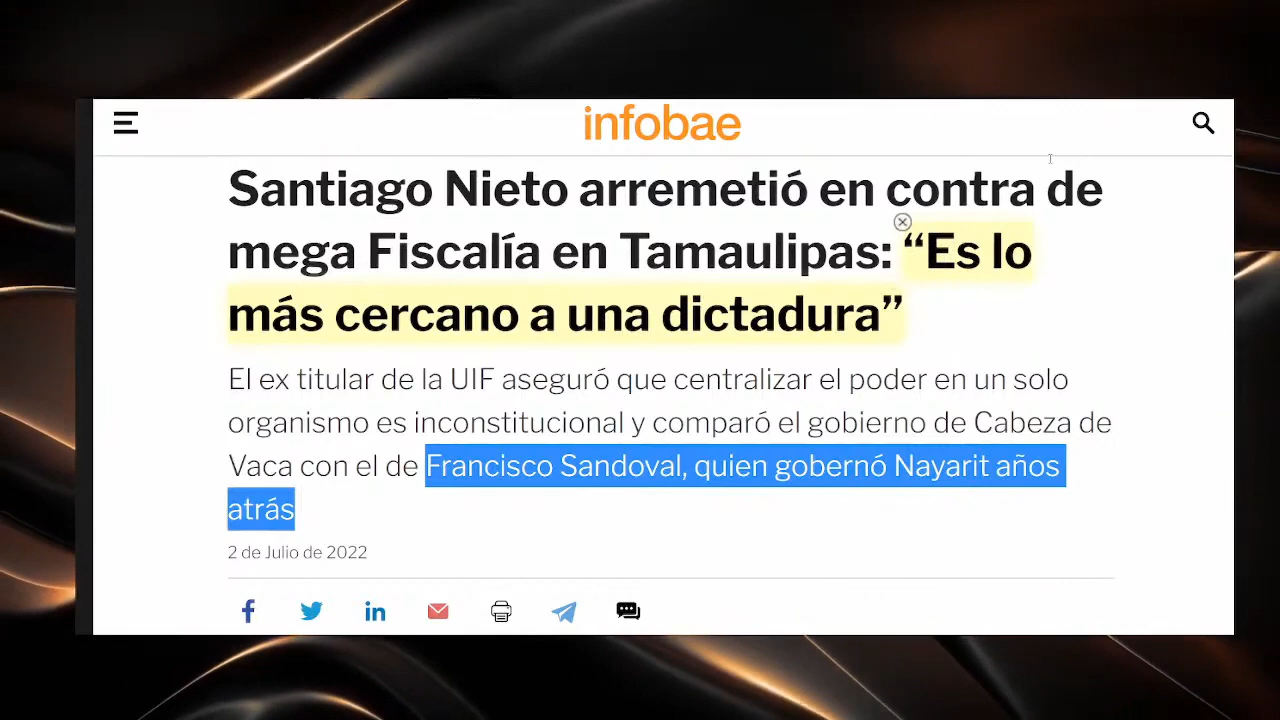 infobae
Santiago Nieto arremetió en contra de
mega Fiscalía en Tamaulipas: “Es lo
más cercano a una dictadura”
El ex titular de la UIF aseguró que centralizar el poder en un solo
organismo es inconstitucional y comparó el gobierno de Cabeza de
Vaca con el de Francisco Sandoval, quien gobernó Nayarit años
atrás
2 de Julio de 2022